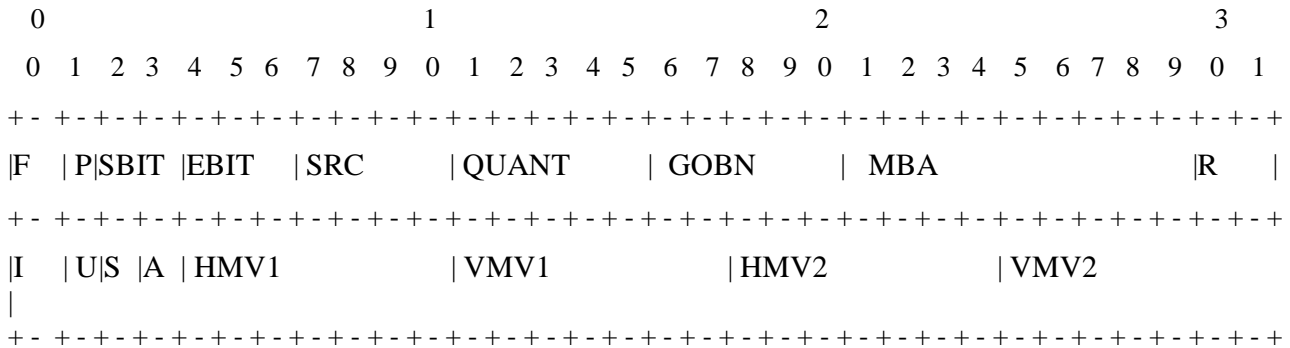 0 1 2 3
0 1 2 3 4 5 6 7 8 9 0 1 2 3 4 5 6 7 8 9 0 1 2 3 4 5 6 7 8 9 0 1
+ - + - + - + - + - + - + - + - + - + - + - + - + - + - + - + - + - + - + - + - + - + - + - + - + - + - + - + - + - + - + - + - +
|F | P|SBIT |EBIT | SRC | QUANT | GOBN | MBA |R |
+ - + - + - + - + - + - + - + - + - + - + - + - + - + - + - + - + - + - + - + - + - + - + - + - + - + - + - + - + - + - + - + - +
|I | U|S |A | HMV1 | VMV1 | HMV2 | VMV2
|
+ - + - + - + - + - + - + - + - + - + - + - + - + - + - + - + - + - + - + - + - + - + - + - + - + - + - + - + - + - + - + - + - +